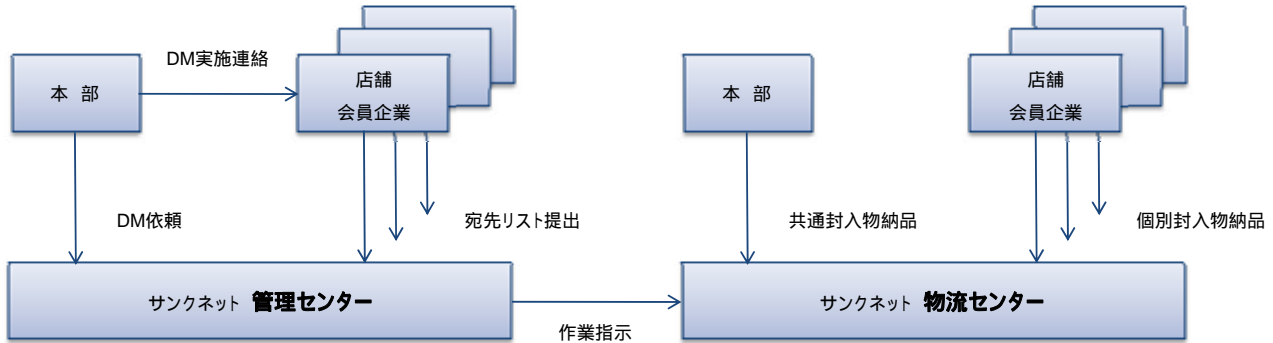 DM実施連絡
本 部
店舗
会員企業
DM依頼
宛先リスト提出
サンクネット 管理センター
作業指示
本 部
店舗
会員企業
共通封入物納品
個別封入物納品
サンクネット 物流センター